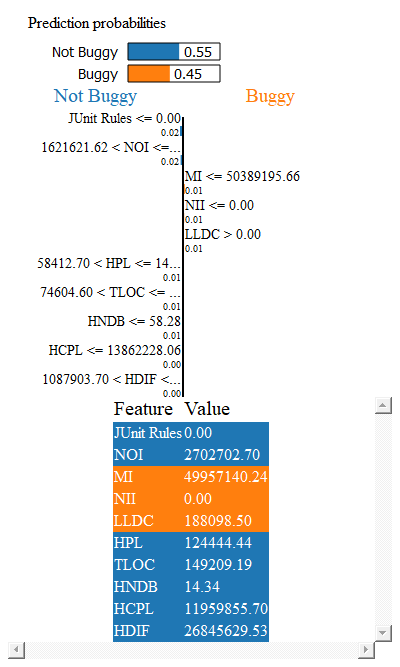 Prediction probabilities
Not Buggy 0.55
Buggy 0.45
Not Buggy Buggy
JUnit Rules <= 0.00
0.02
1621621.62 < NOI <=...
0.02
MI <= 50389195.66
0.01
NII <= 0.00
0.01
LLDC > 0.00
0.01
58412.70 < HPL <= 14...
0.01
74604.60 < TLOC <= ...
0.01
HNDB <= 58.28
0.01
HCPL <= 13862228.06
0.00
1087903.70 < HDIF <...
0.00
Feature Value
JUnit Rules 0.00
NOI 2702702.70
MI 49957140.24
NII 0.00
LLDC 188098.50
HPL 124444.44
TLOC 149209.19
HNDB 14.34
HCPL 11959855.70
HDIF 26845629.53